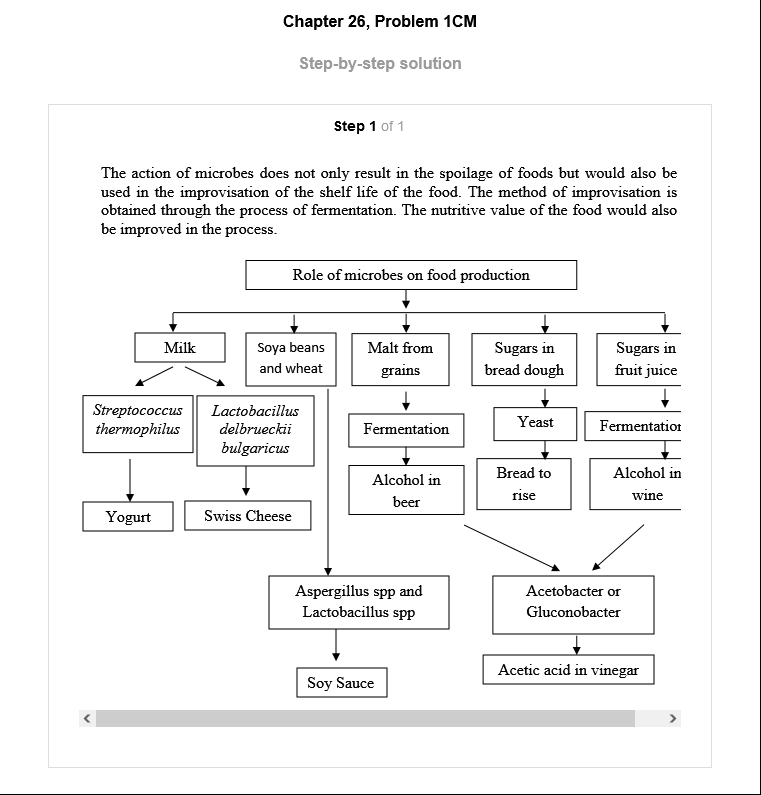 Chapter 26, Problem 1CM
Step-by-step solution
Step 1 of 1
The action of microbes does not only result in the spoilage of foods but would also be
used in the improvisation of the shelf life of the food. The method of improvisation is
obtained through the process of fermentation. The nutritive value of the food would also
be improved in the process.
Role of microbes on food production
Milk
Soya beans
and wheat
Malt from
grains
Sugars in
bread dough
Sugars in
fruit juice
Streptococcus
thermophilus
Lactobacillus
delbrueckii
bulgaricus
Fermentation
Yeast
Fermentation
Alcohol in
beer
Bread to
rise
Alcohol in
wine
Yogurt
Swiss Cheese
Aspergillus spp and
Lactobacillus spp
Acetobacter or
Gluconobacter
Soy Sauce
Acetic acid in vinegar